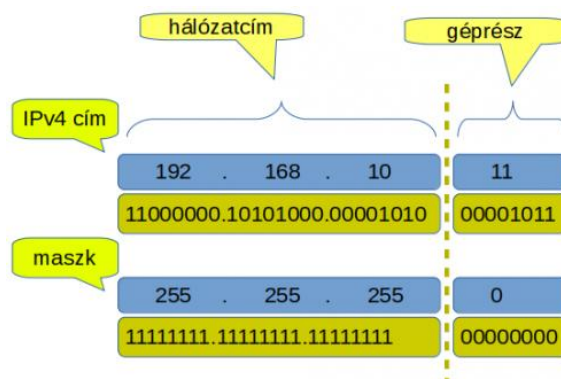 hálózatcím
géprész
IPv4 cím
192 . 168 . 10 11
11000000.10101000.00001010 00001011
maszk
255 . 255 . 255 0
11111111.11111111.11111111 00000000